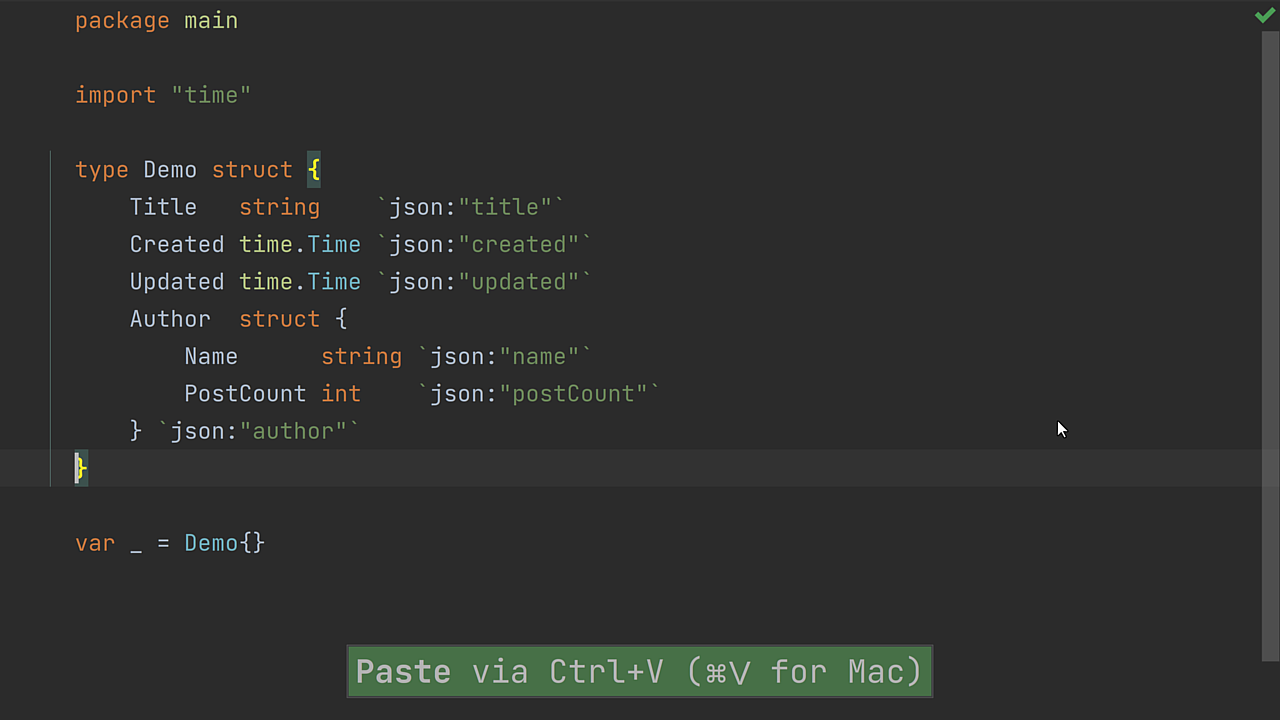 package main
import "time"
type Demo struct {
Title string `json:"title"`
Created time.Time `json:"created"`
Updated time.Time `json:"updated"`
Author struct {
Name string `json:"name"`
PostCount int `json:"postCount"`
} `json:"author"`
}
var _ = Demo{}
Paste via Ctrl+V (⌘V for Mac)